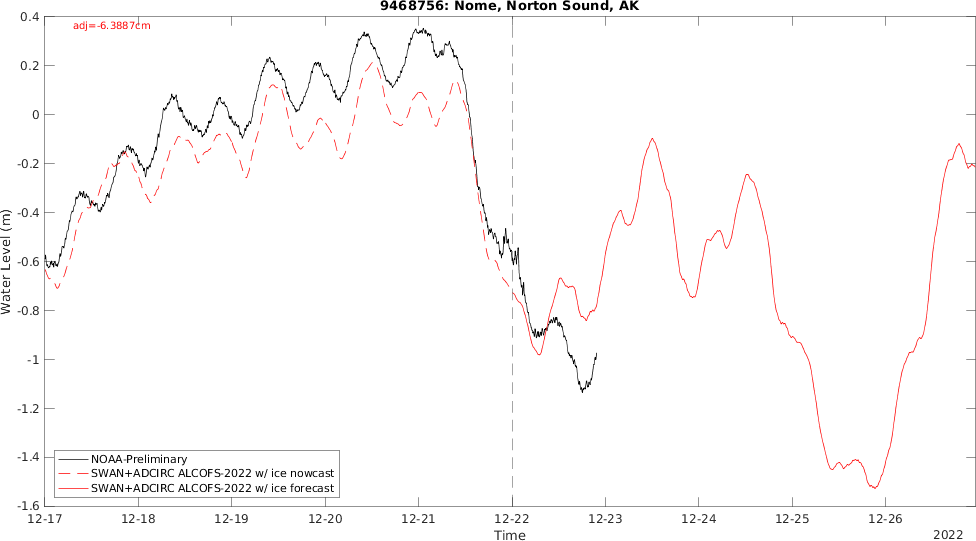 9468756: Nome, Norton Sound, AK
adj=-6.3887cm
Water Level (m)
0.4
0.2
0
-0.2
-0.4
-0.6
-0.8
-1
-1.2
-1.4
-1.6
NOAA-Preliminary
SWAN+ADCIRC ALCOFS-2022 w/ ice nowcast
SWAN+ADCIRC ALCOFS-2022 w/ ice forecast
12-17 12-18 12-19 12-20 12-21 12-22 12-23 12-24 12-25 12-26
Time
2022